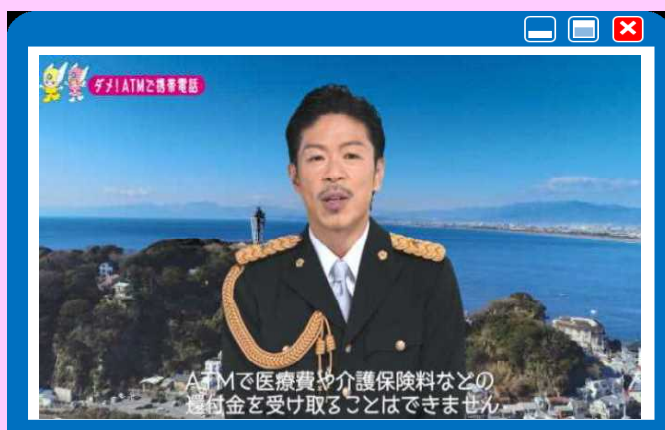 ダメ！ATMで携帯電話
ATMで医療費や介護保険料などの
還付金を受け取ることはできません